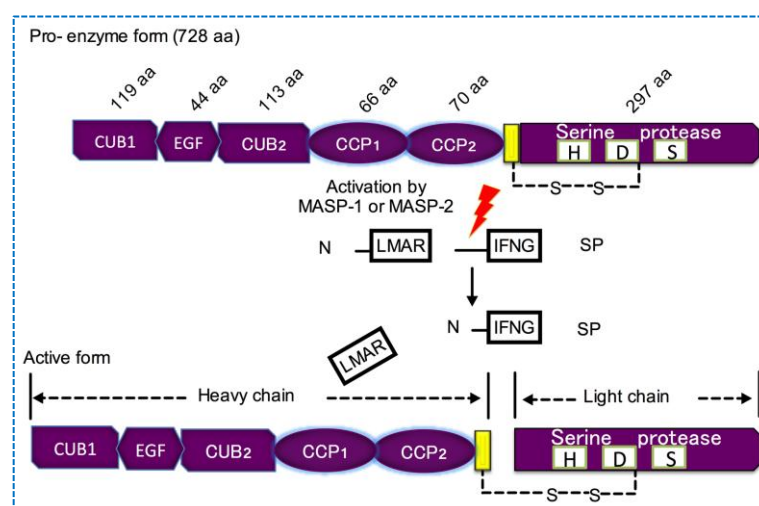 Pro- enzyme form (728 aa)
119 aa 44 aa 113 aa 66 aa 70 aa 297 aa
CUB1 EGF CUB2 CCP1 CCP2 Serine protease
H D S
S S
Activation by
MASP-1 or MASP-2
N LMAR IFNG SP
N IFNG SP
LMAR
Active form
Heavy chain Light chain
CUB1 EGF CUB2 CCP1 CCP2 Serine protease
H D S
S S